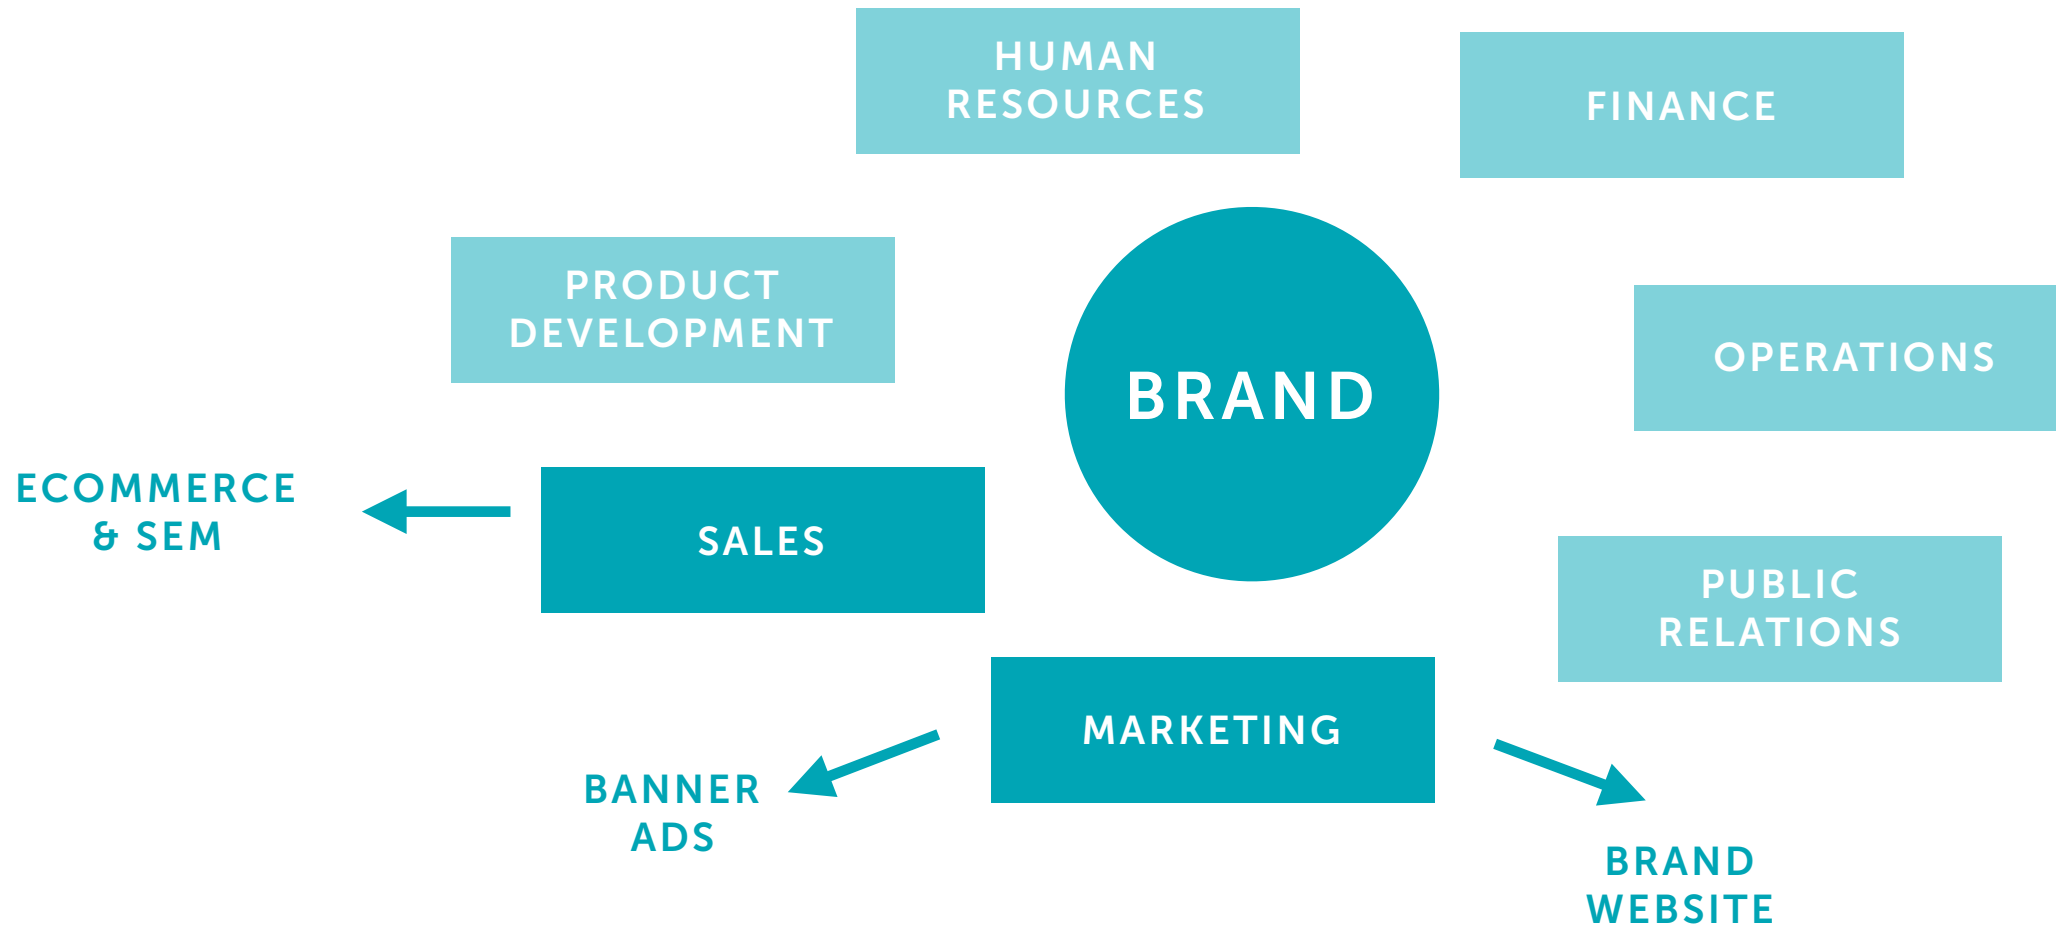 HUMAN
RESOURCES
FINANCE
PRODUCT
DEVELOPMENT
BRAND
OPERATIONS
ECOMMERCE
& SEM
SALES
PUBLIC
RELATIONS
MARKETING
BANNER
ADS
BRAND
WEBSITE